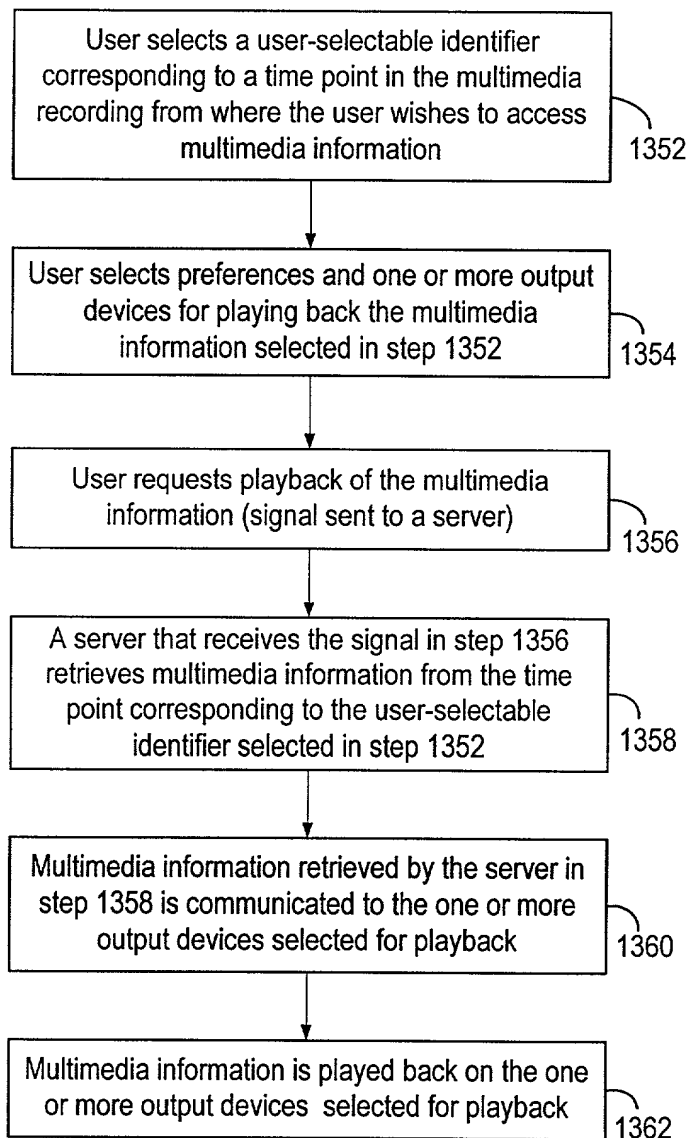 User selects a user-selectable identifier
corresponding to a time point in the multimedia
recording from where the user wishes to access
multimedia information
1352
User selects preferences and one or more output
devices for playing back the multimedia
information selected in step 1352
1354
User requests playback of the multimedia
information (signal sent to a server)
1356
A server that receives the signal in step 1356
retrieves multimedia information from the time
point corresponding to the user-selectable
identifier selected in step 1352
1358
Multimedia information retrieved by the server in
step 1358 is communicated to the one or more
output devices selected for playback
1360
Multimedia information is played back on the one
or more output devices selected for playback
1362